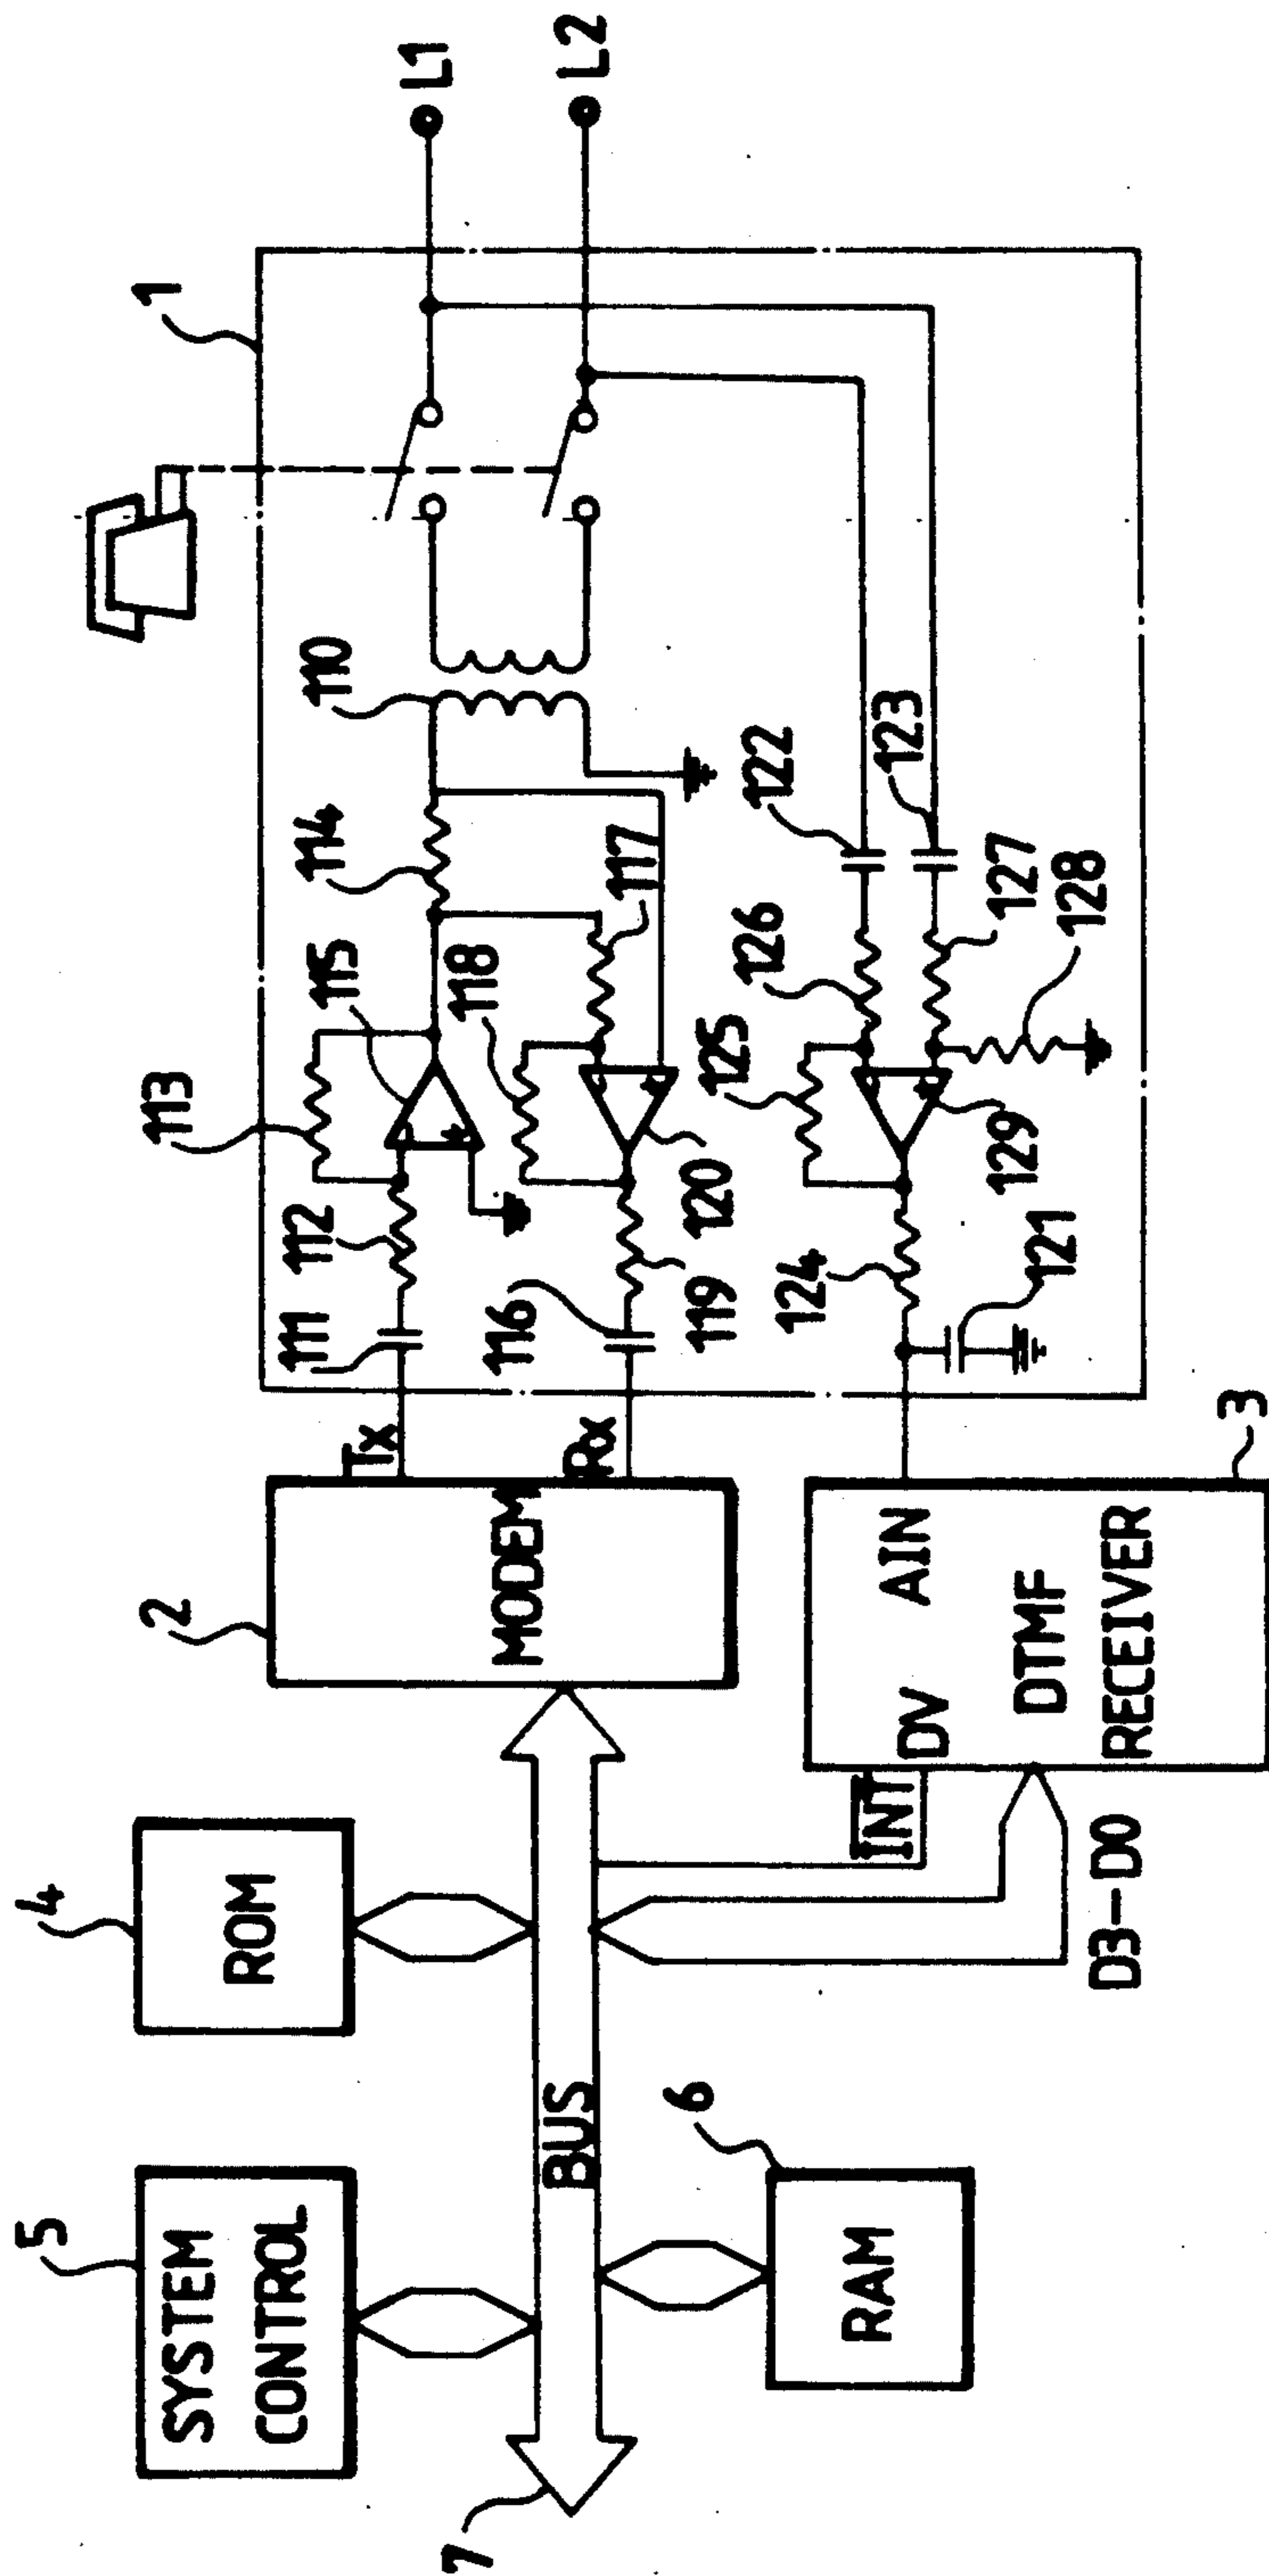 5
SYSTEM
CONTROL
4
ROM
2
MODEM
Tx
Rx
7
BUS
6
RAM
INT
D3-D0
DV
AIN
DTMF
RECEIVER
3
1
L1
L2
110
111
112
113
114
115
116
117
118
119
120
121
122
123
124
125
126
127
128
129
-
+
-
+
-
+